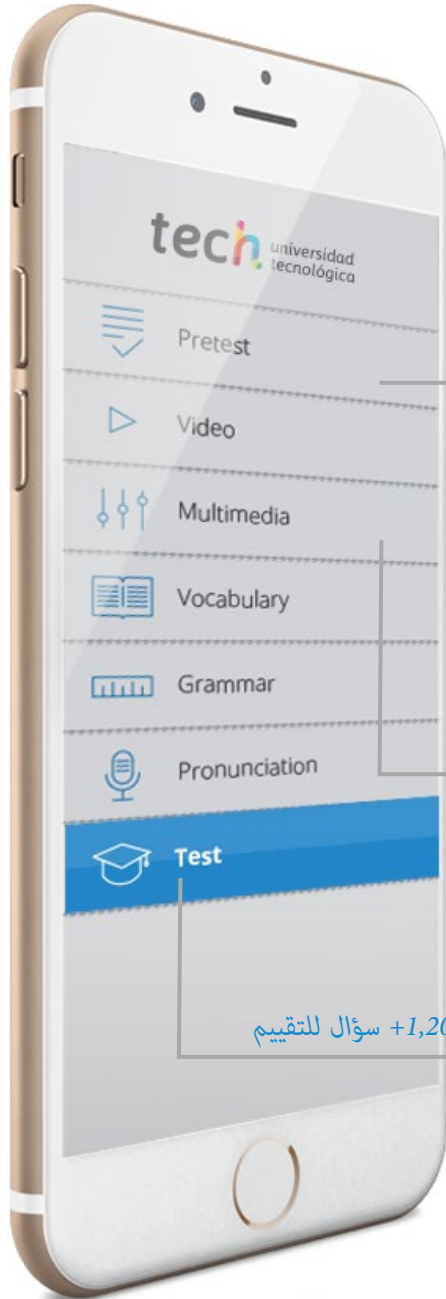 tech universidad
tecnológica
Pretest
Video
Multimedia
Vocabulary
Grammar
Pronunciation
Test
سؤال للتقييم